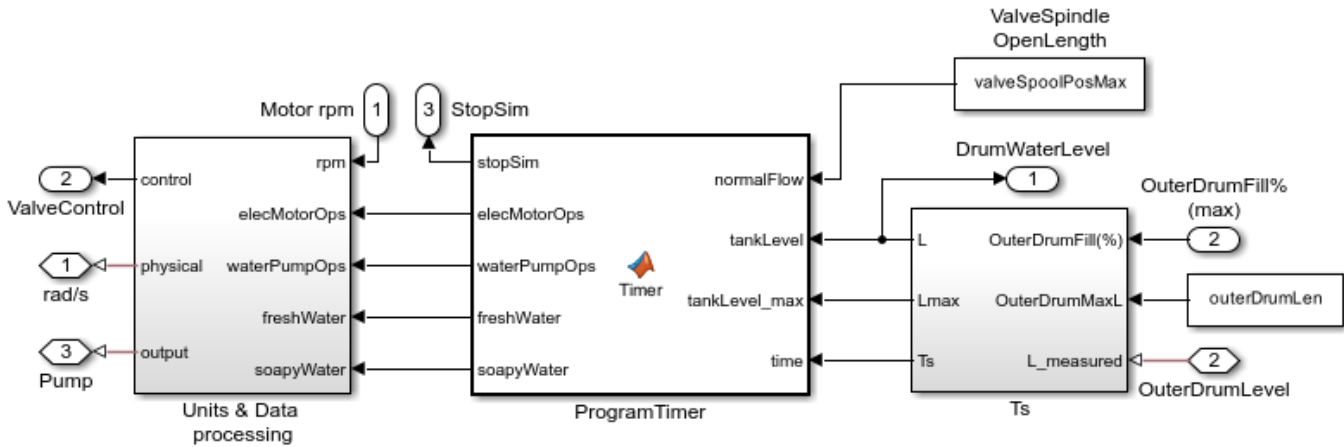 ValveSpindle
OpenLength
valveSpoolPosMax
Motor rpm
1
3
StopSim
DrumWaterLevel
1
OuterDrumFill%
(max)
2
2
ValveControl
control
rpm
stopSim
normalFlow
elecMotorOps
elecMotorOps
tankLevel
L
OuterDrumFill(%)
1
rad/s
physical
waterPumpOps
waterPumpOps
Timer
tankLevel_max
Lmax
OuterDrumMaxL
outerDrumLen
freshWater
freshWater
3
Pump
output
soapyWater
soapyWater
time
Ts
L_measured
2
OuterDrumLevel
Units & Data
processing
ProgramTimer
Ts